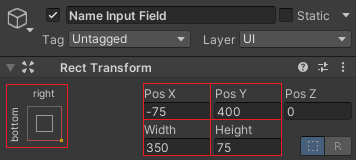 Name Input Field Static
Tag Untagged Layer UI
Rect Transform
right
bottom
Pos X Pos Y Pos Z
-75 400 0
Width Height
350 75 R